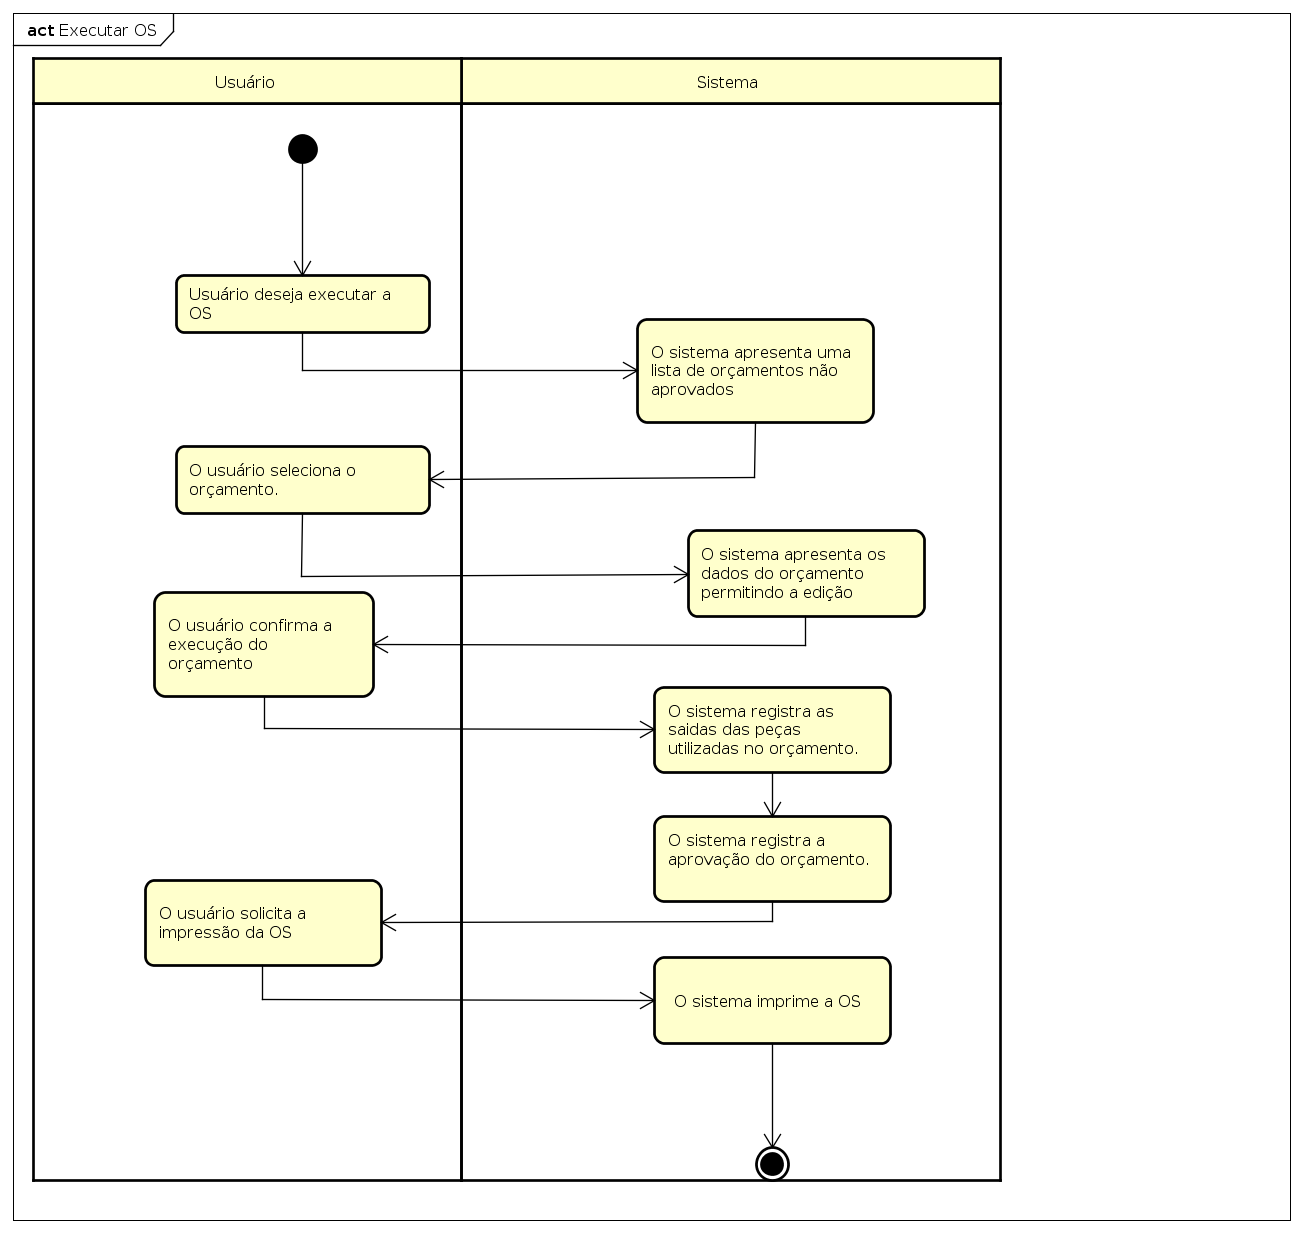 act Executar OS
Usuário
Sistema
Usuário deseja executar a
OS
O sistema apresenta uma
lista de orçamentos não
aprovados
O usuário seleciona o
orçamento.
O sistema apresenta os
dados do orçamento
permitindo a edição
O usuário confirma a
execução do
orçamento
O sistema registra as
saidas das peças
utilizadas no orçamento.
O sistema registra a
aprovação do orçamento.
O usuário solicita a
impressão da OS
O sistema imprime a OS